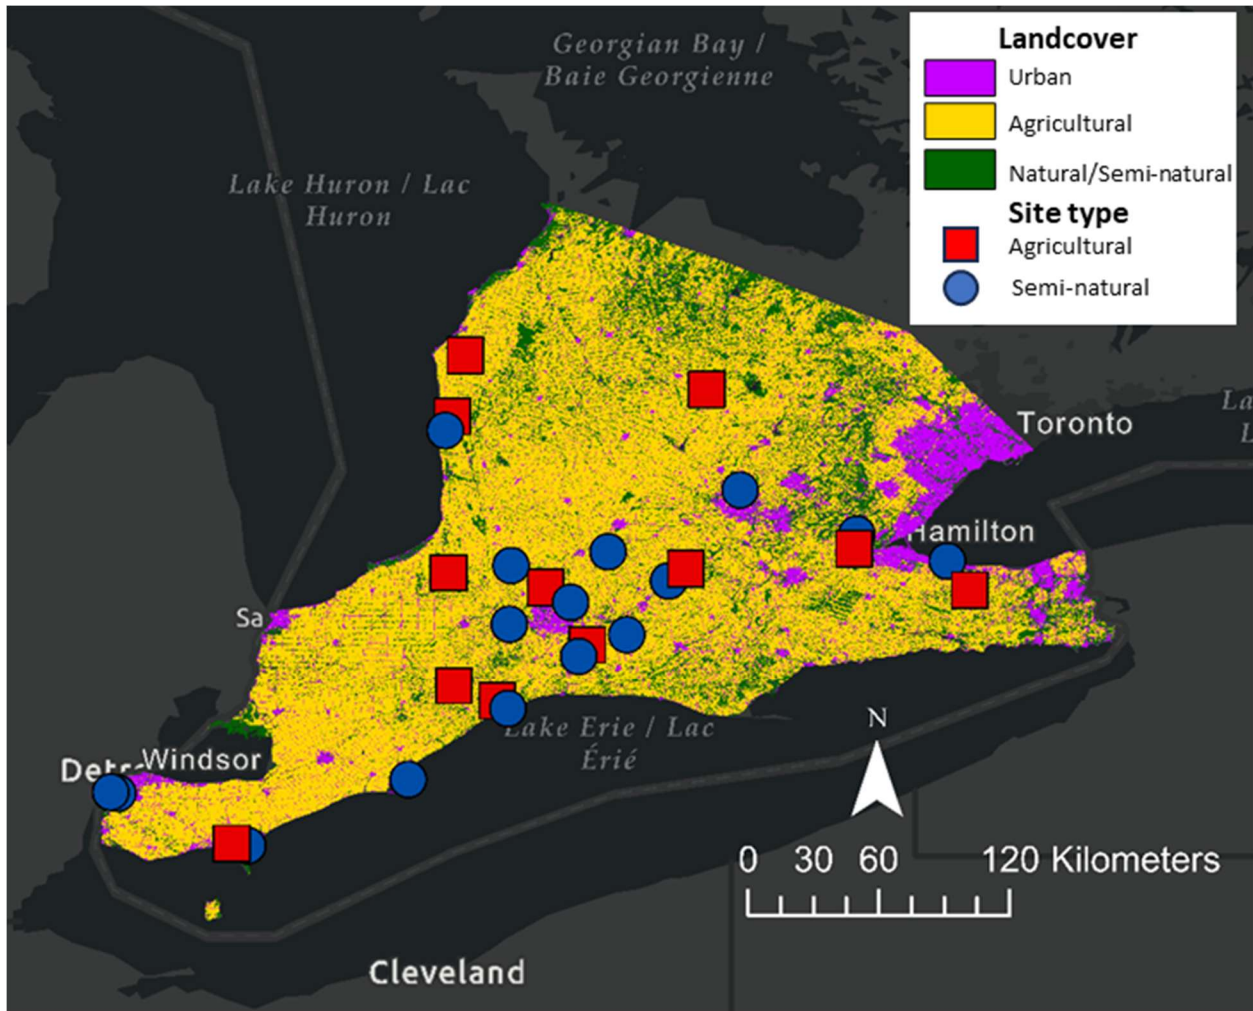 Georgian Bay /
Baie Georgienne
Landcover
Urban
Agricultural
Natural/Semi-natural
Site type
Agricultural
Semi-natural
Lake Huron / Lac
Huron
La
L
Toronto
Hamilton
Sa
Lake Erie / Lac
Érié
N
Windsor
0 30 60 120 Kilometers
Cleveland